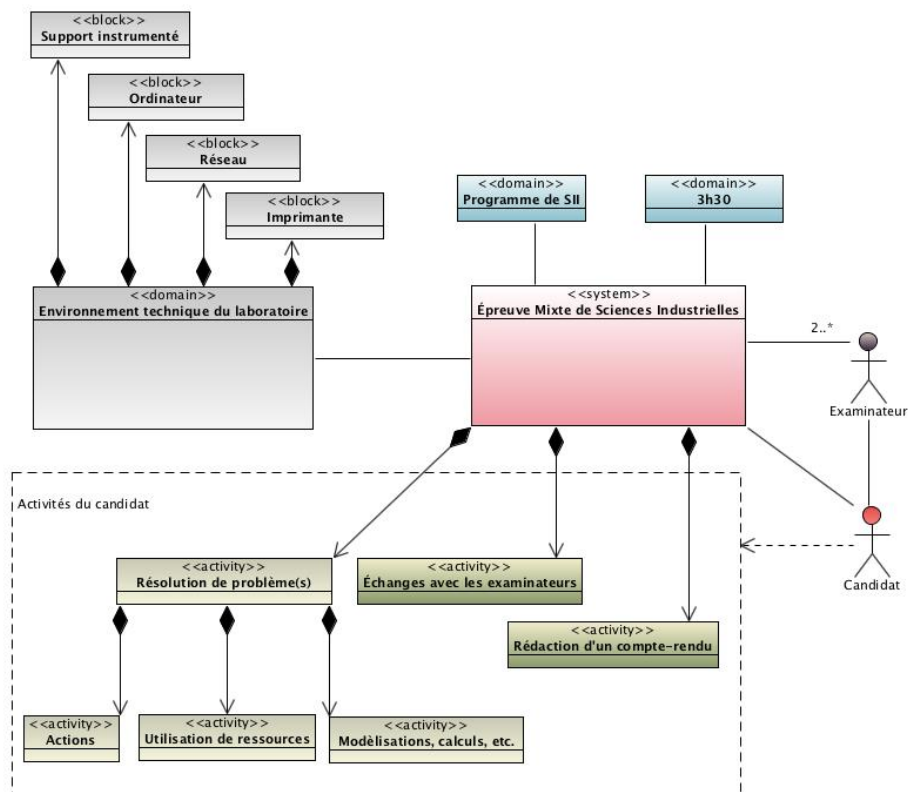 <<block>>
Support instrumenté
<<block>>
Ordinateur
<<block>>
Réseau
<<block>>
Imprimante
<<domain>>
Programme de SII
<<domain>>
3h30
<<domain>>
Environnement technique du laboratoire
<<system>>
Épreuve Mixte de Sciences Industrielles
2..*
Examinateur
Activités du candidat
<<activity>>
Résolution de problème(s)
<<activity>>
Échanges avec les examinateurs
Candidat
<<activity>>
Rédaction d'un compte-rendu
<<activity>>
Actions
<<activity>>
Utilisation de ressources
<<activity>>
Modèlisations, calculs, etc.